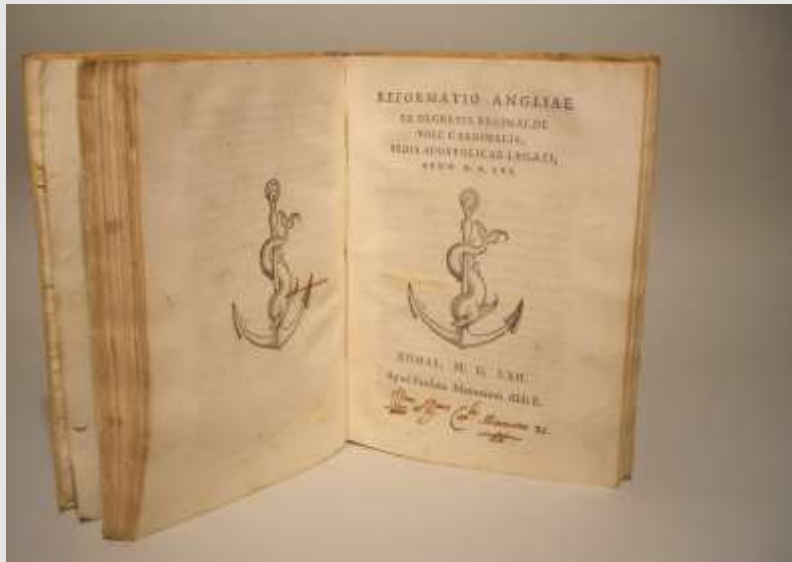 REFORMATIO ANGLIAE
EX DECRETIS REGINALDI
POLI CARDINALIS,
SEDIS APOSTOLICAE LEGATI,
ANNO M. D. LVI.
ROMAE, M. D. LXII.
Apud Paulum Manutium, Aldi F.